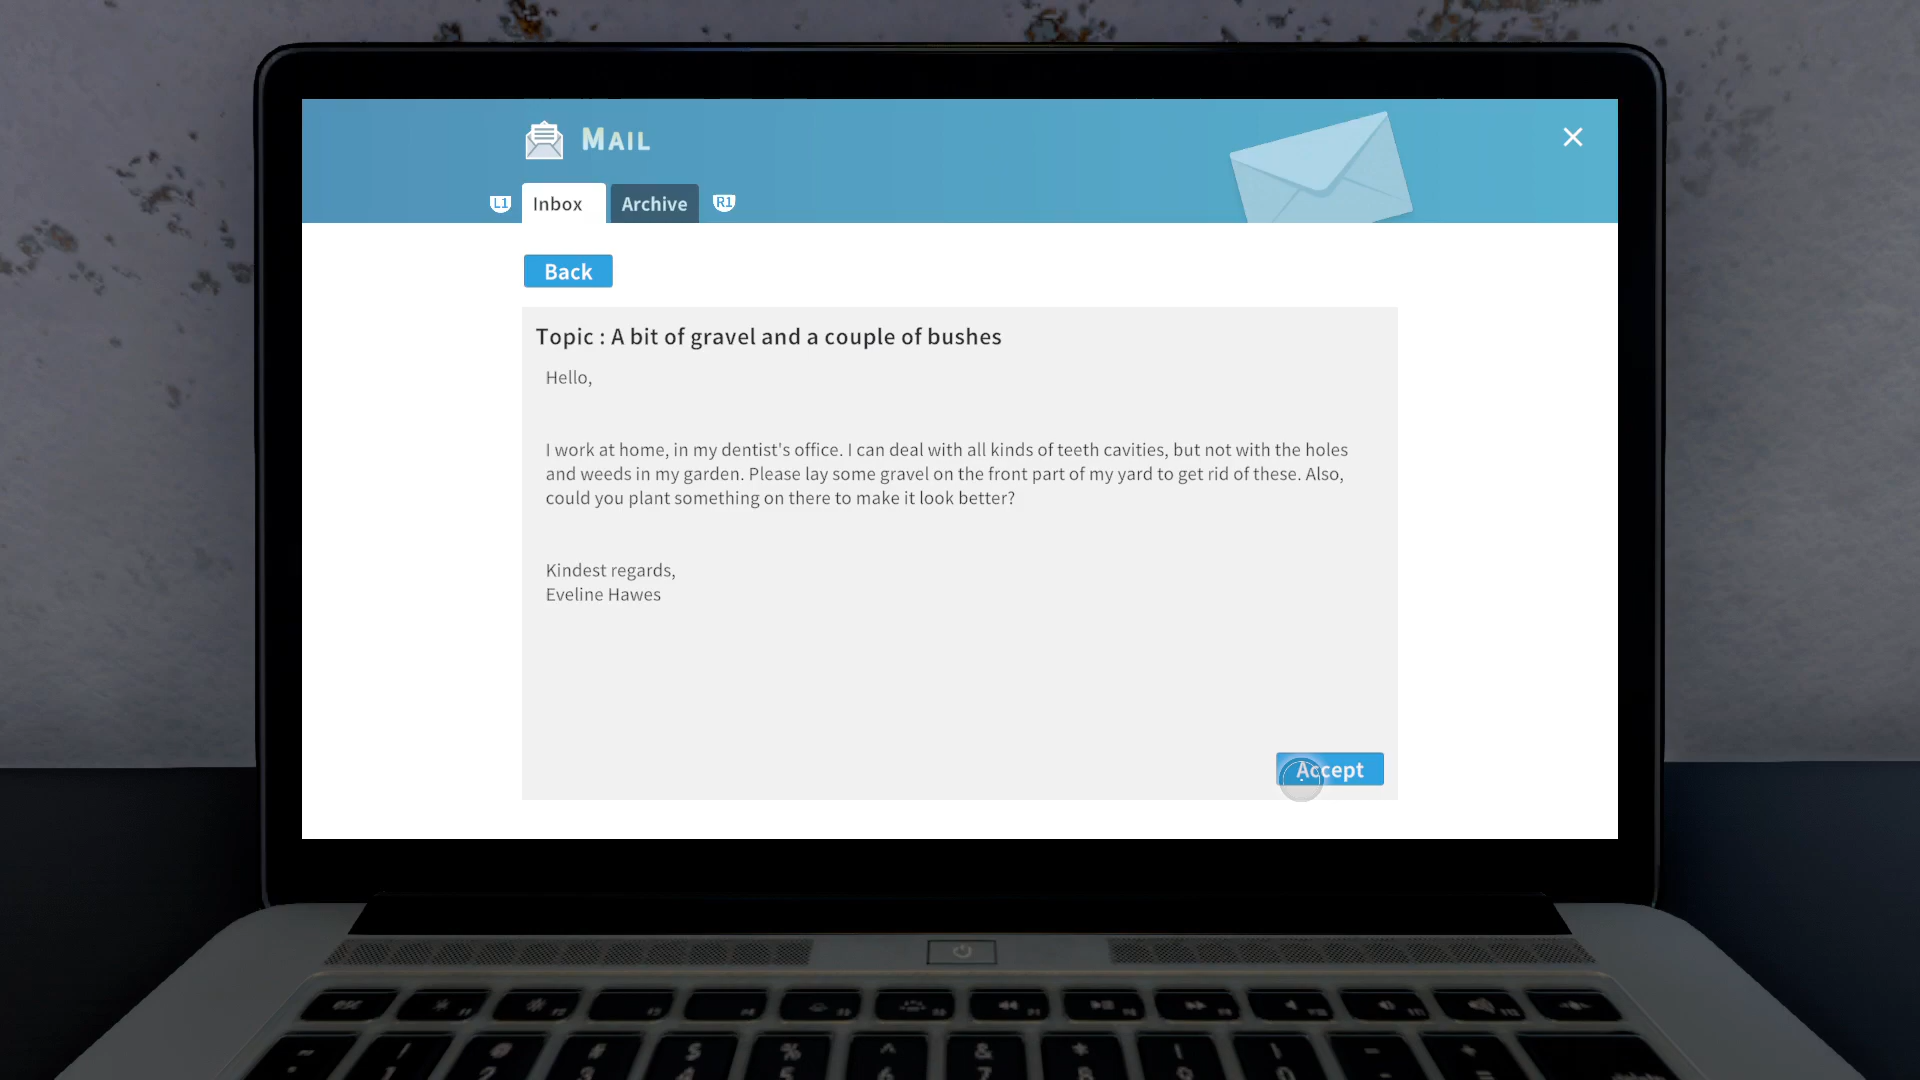 MAIL
L1
Inbox
Archive
R1
Back
Topic : A bit of gravel and a couple of bushes
Hello,
I work at home, in my dentist's office. I can deal with all kinds of teeth cavities, but not with the holes
and weeds in my garden. Please lay some gravel on the front part of my yard to get rid of these. Also,
could you plant something on there to make it look better?
Kindest regards,
Eveline Hawes
Accept
esc